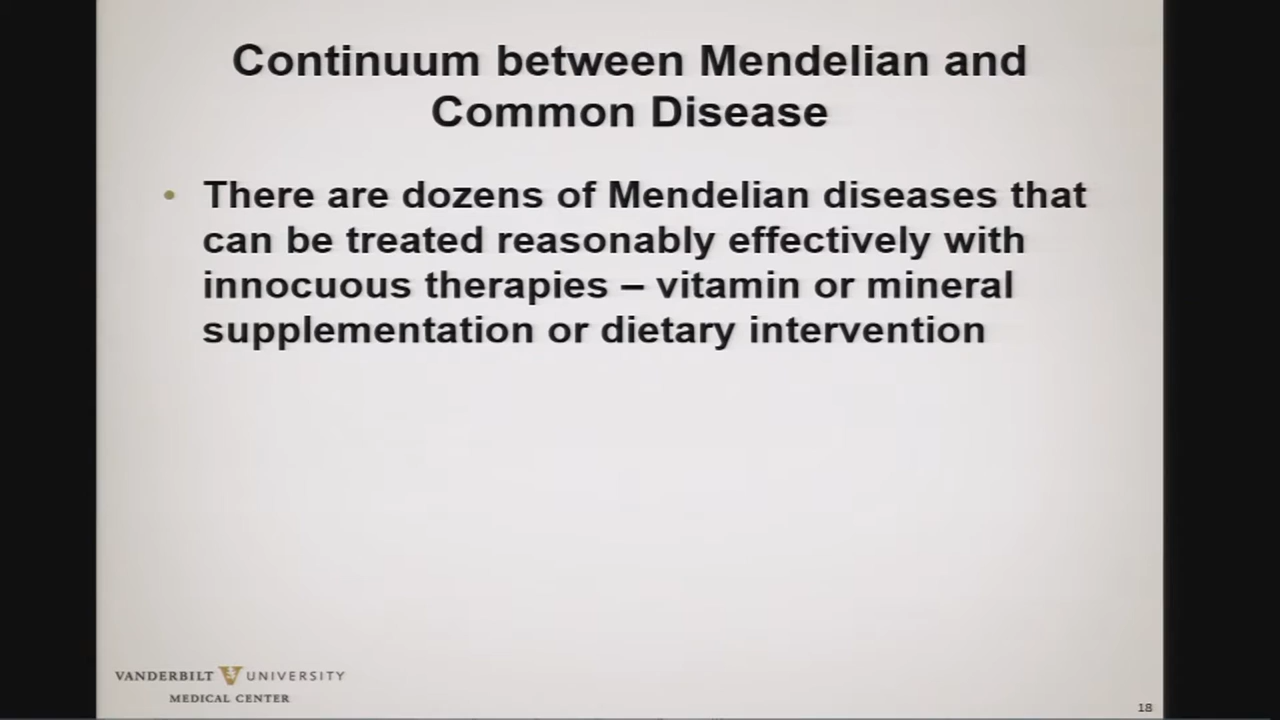 Continuum between Mendelian and
Common Disease
• There are dozens of Mendelian diseases that
can be treated reasonably effectively with
innocuous therapies – vitamin or mineral
supplementation or dietary intervention
VANDERBILT UNIVERSITY
MEDICAL CENTER
18